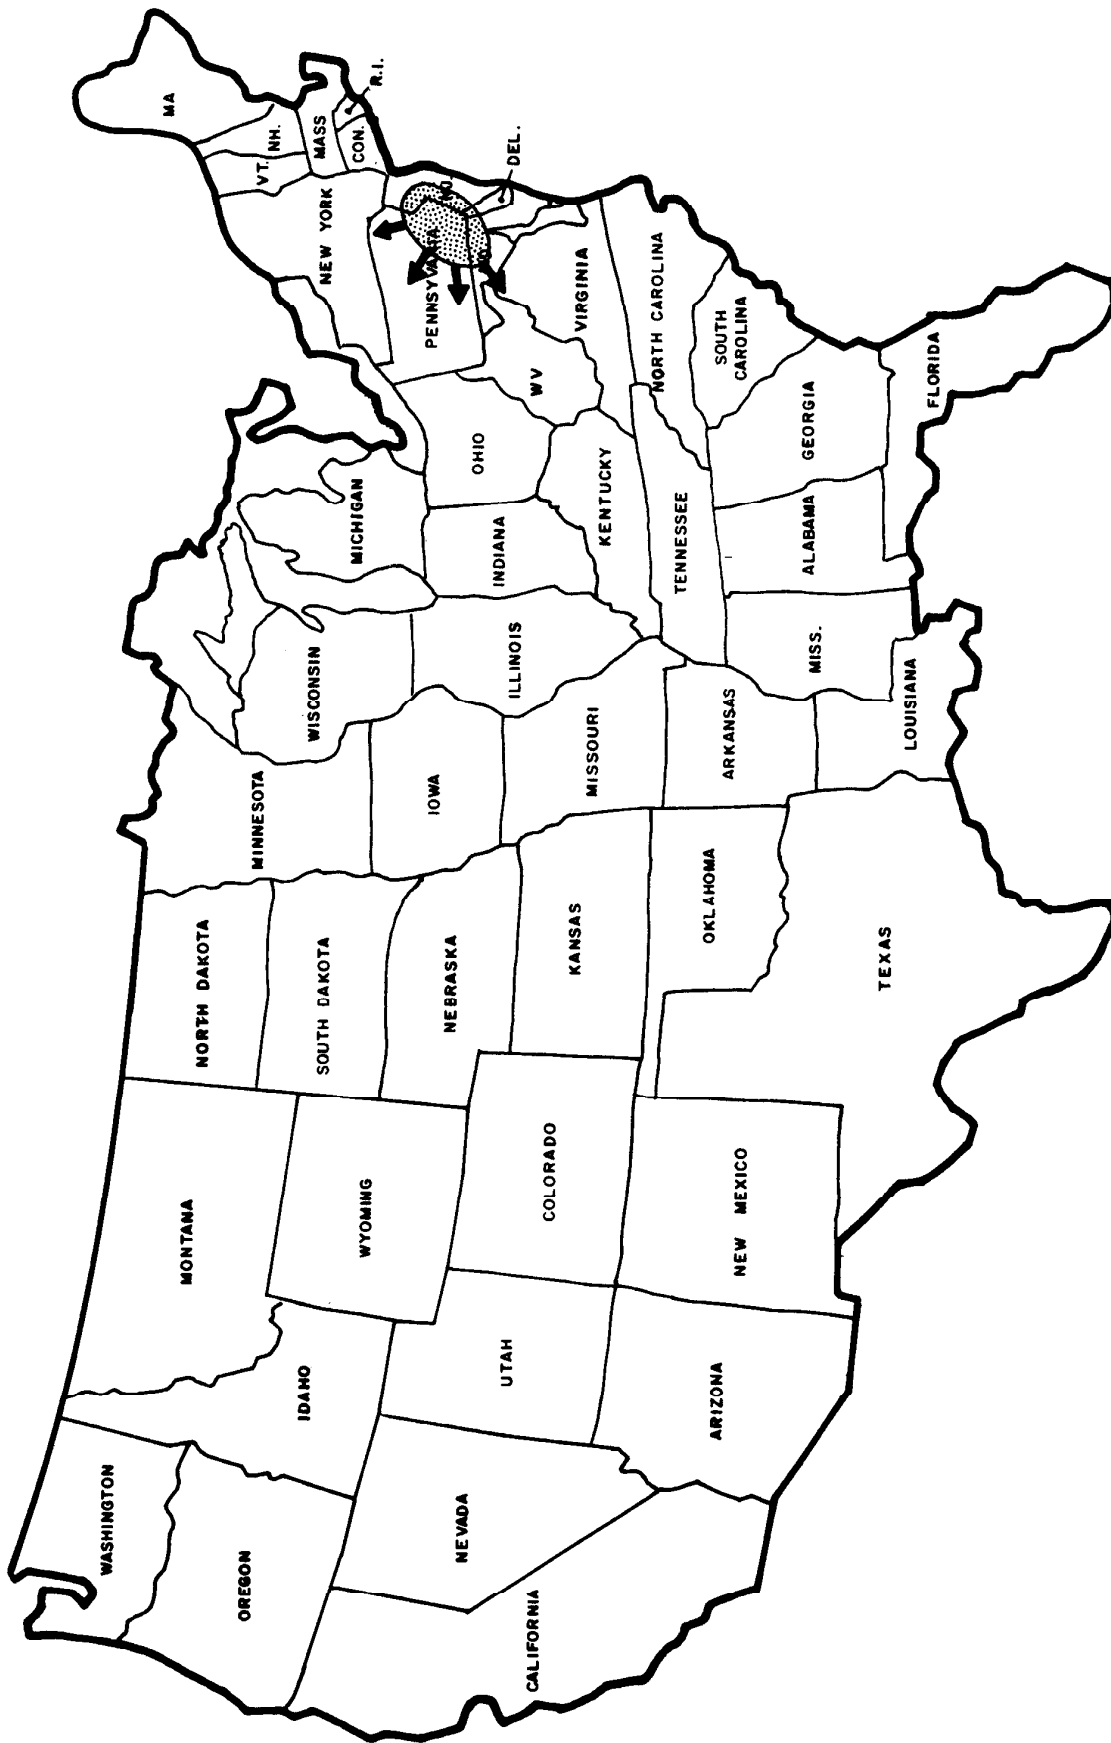 WASHINGTON
OREGON
CALIFORNIA
NEVADA
IDAHO
MONTANA
WYOMING
UTAH
ARIZONA
COLORADO
NEW MEXICO
NORTH DAKOTA
SOUTH DAKOTA
NEBRASKA
KANSAS
OKLAHOMA
TEXAS
MINNESOTA
IOWA
MISSOURI
ARKANSAS
LOUISIANA
WISCONSIN
ILLINOIS
MISS.
MICHIGAN
INDIANA
KENTUCKY
TENNESSEE
ALABAMA
OHIO
WV
GEORGIA
FLORIDA
SOUTH
CAROLINA
NORTH CAROLINA
VIRGINIA
PENNSYLVANIA
NEW YORK
VT.
NH.
MA
MASS
CON.
R.I.
NJ.
DEL.